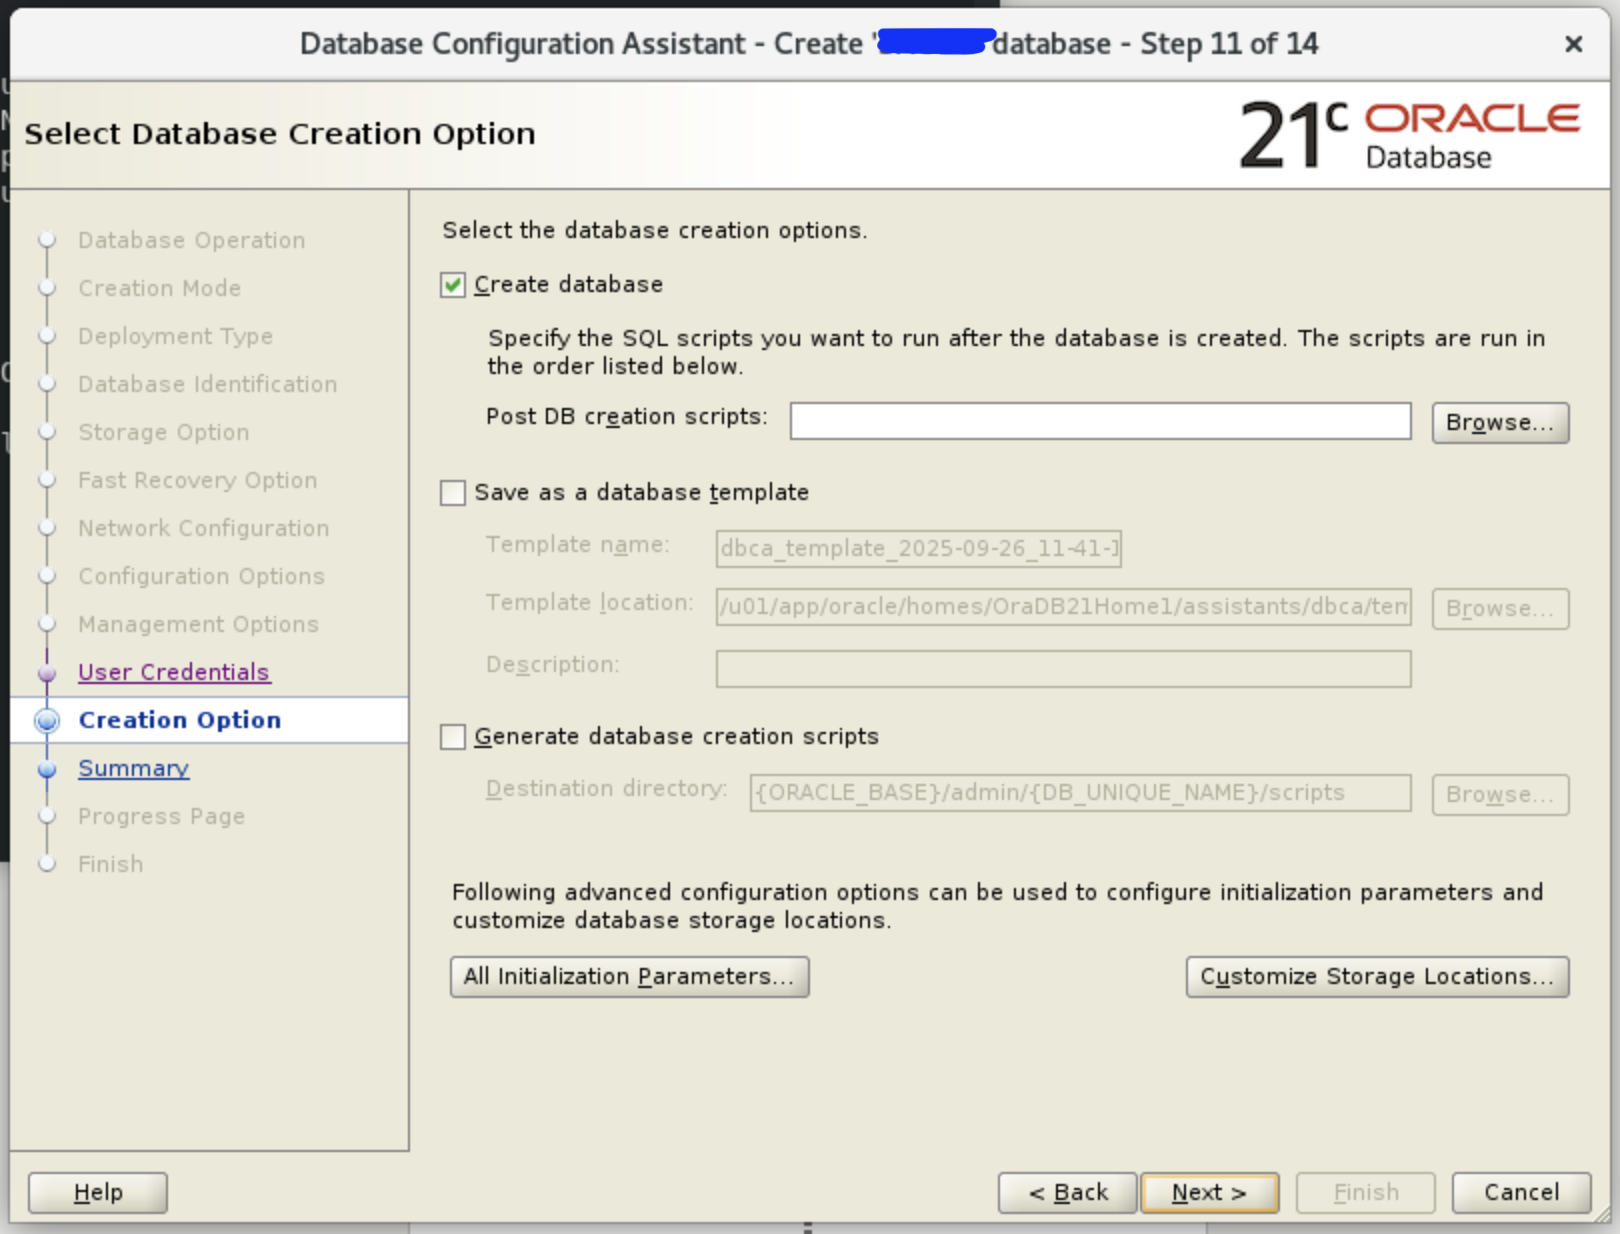 Database Configuration Assistant - Create ' database - Step 11 of 14
Select Database Creation Option
21c ORACLE
Database
Database Operation
Creation Mode
Deployment Type
Database Identification
Storage Option
Fast Recovery Option
Network Configuration
Configuration Options
Management Options
User Credentials
Creation Option
Summary
Progress Page
Finish
Select the database creation options.
Create database
Specify the SQL scripts you want to run after the database is created. The scripts are run in
the order listed below.
Post DB creation scripts:
Browse...
Save as a database template
Template name: dbca_template_2025-09-26_11-41-1
Template location: /u01/app/oracle/homes/OraDB21Home1/assistants/dbca/tem Browse...
Description:
Generate database creation scripts
Destination directory: {ORACLE_BASE}/admin/{DB_UNIQUE_NAME}/scripts Browse...
Following advanced configuration options can be used to configure initialization parameters and
customize database storage locations.
All Initialization Parameters... Customize Storage Locations...
Help < Back Next > Finish Cancel